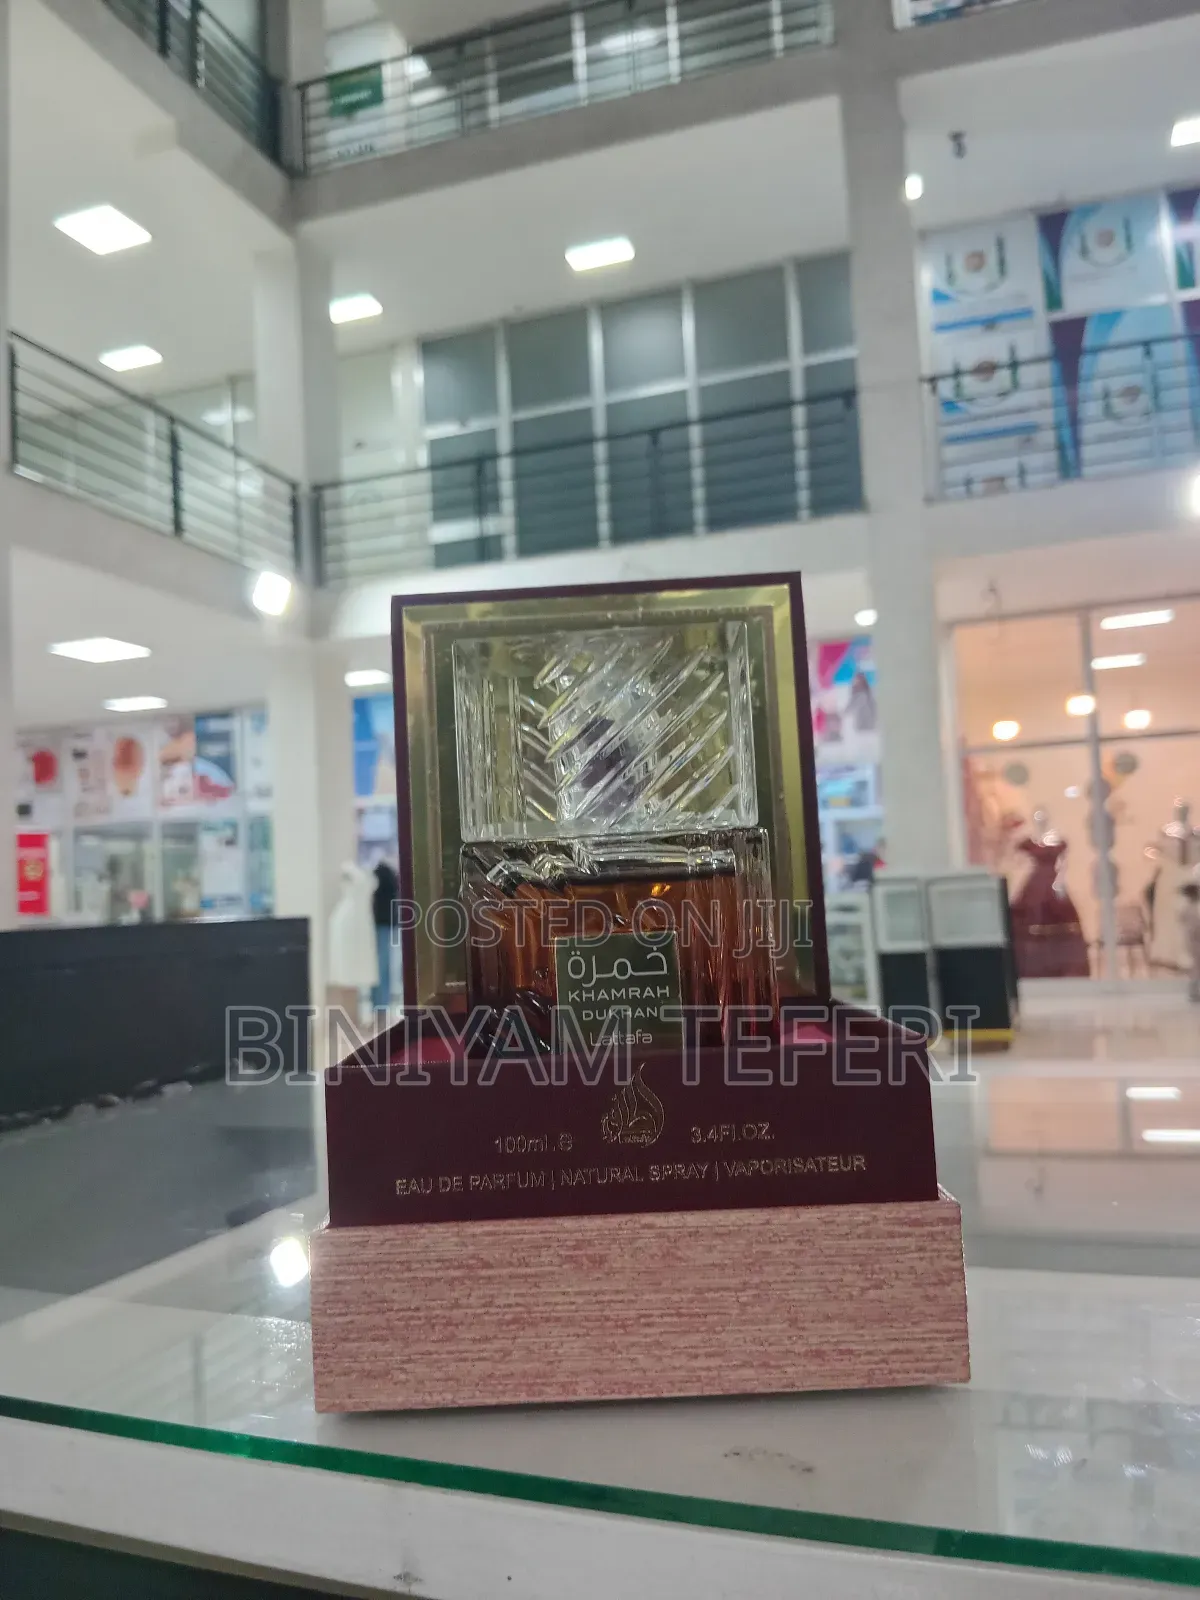 POSTED ON JIJI
خمرة
KHAMRAH
DUKHAN
Lattafa
BINIYAM TEFERI
100ml.e 3.4Fl.OZ.
EAU DE PARFUM | NATURAL SPRAY | VAPORISATEUR